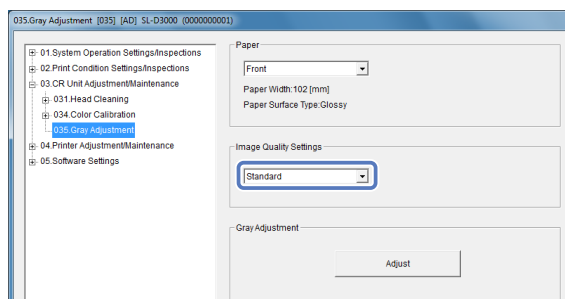 035.Gray Adjustment [035] [AD] SL-D3000 (0000000001)
01.System Operation Settings/Inspections
02.Print Condition Settings/Inspections
03.CR Unit Adjustment/Maintenance
031.Head Cleaning
034.Color Calibration
035.Gray Adjustment
04.Printer Adjustment/Maintenance
05.Software Settings
Paper
Front
Paper Width:102 [mm]
Paper Surface Type:Glossy
Image Quality Settings
Standard
Gray Adjustment
Adjust